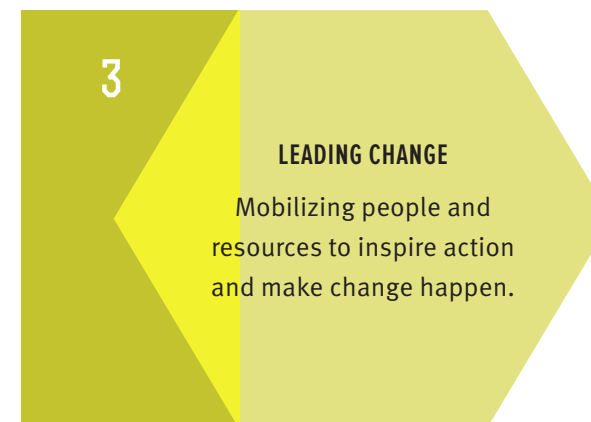 3
LEADING CHANGE
Mobilizing people and
resources to inspire action
and make change happen.